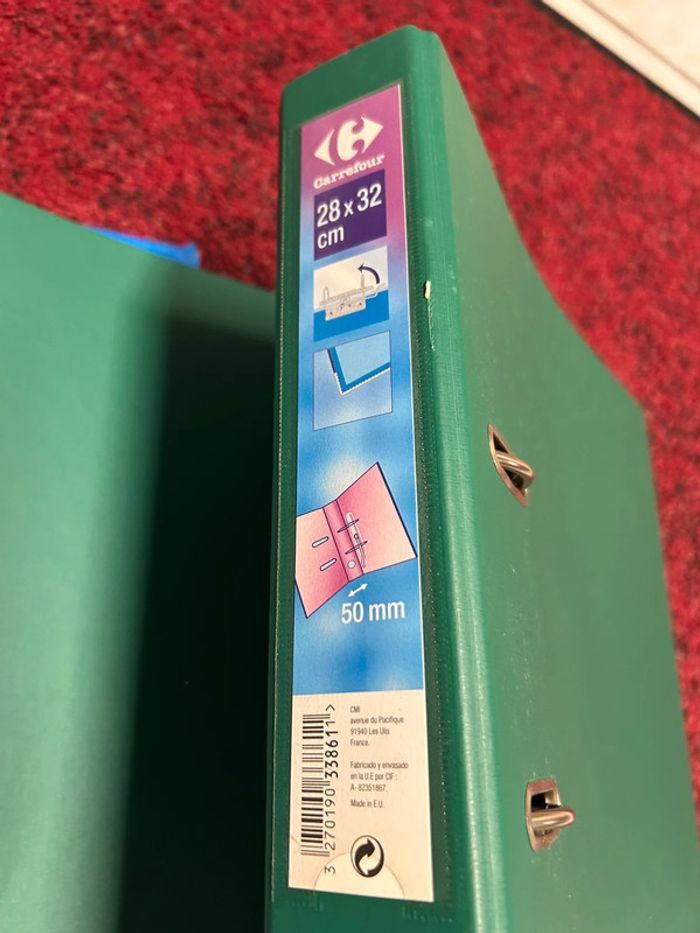 Carrefour
28 x 32
cm
50 mm
CMI
avenue du Pacifique
91940 Les Ulis
France.
Fabricado y envasado
en la U.E por CIF :
A- 82351867.
Made in E.U.
3 270190 338611 >